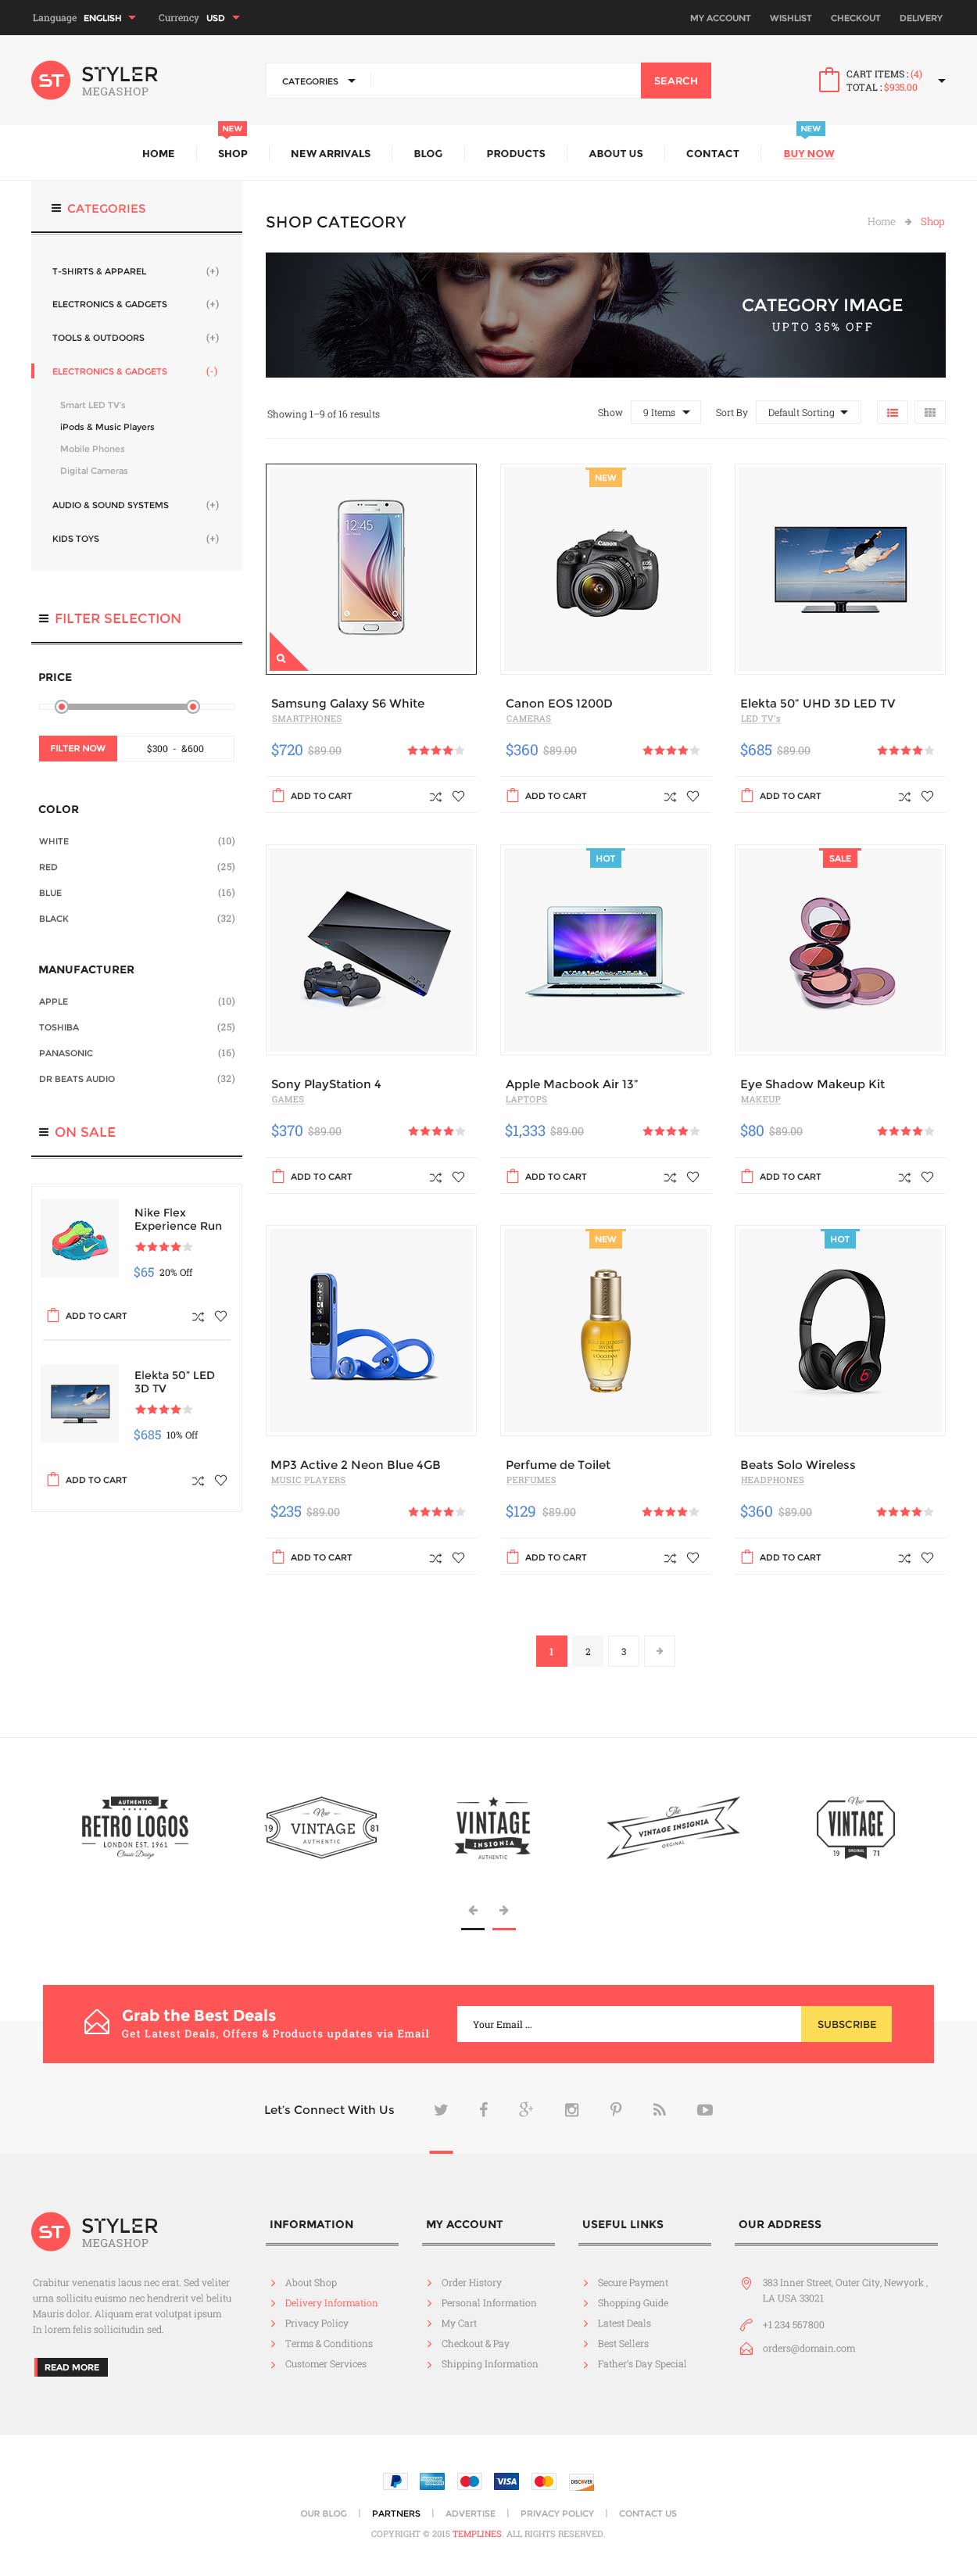 Language ENGLISH Currency USD MY ACCOUNT WISHLIST CHECKOUT DELIVERY
ST STYLER
MEGASHOP
CATEGORIES SEARCH
CART ITEMS : (4)
TOTAL : $935.00
NEW NEW
HOME SHOP NEW ARRIVALS BLOG PRODUCTS ABOUT US CONTACT BUY NOW
CATEGORIES
T-SHIRTS & APPAREL (+)
ELECTRONICS & GADGETS (+)
TOOLS & OUTDOORS (+)
ELECTRONICS & GADGETS (-)
Smart LED TV's
iPods & Music Players
Mobile Phones
Digital Cameras
AUDIO & SOUND SYSTEMS (+)
KIDS TOYS (+)
FILTER SELECTION
PRICE
FILTER NOW $300 - &600
COLOR
WHITE (10)
RED (25)
BLUE (16)
BLACK (32)
MANUFACTURER
APPLE (10)
TOSHIBA (25)
PANASONIC (16)
DR BEATS AUDIO (32)
ON SALE
Nike Flex
Experience Run
$65 20% Off
ADD TO CART
Elekta 50" LED
3D TV
$685 10% Off
ADD TO CART
SHOP CATEGORY Home Shop
CATEGORY IMAGE
UPTO 35% OFF
Showing 1–9 of 16 results Show 9 Items Sort By Default Sorting
12:45
NEW
Canon
EOS
Samsung Galaxy S6 White Canon EOS 1200D Elekta 50" UHD 3D LED TV
SMARTPHONES CAMERAS LED TV's
$720 $89.00 $360 $89.00 $685 $89.00
ADD TO CART ADD TO CART ADD TO CART
HOT SALE
PS4
Sony PlayStation 4 Apple Macbook Air 13" Eye Shadow Makeup Kit
GAMES LAPTOPS MAKEUP
$370 $89.00 $1,333 $89.00 $80 $89.00
ADD TO CART ADD TO CART ADD TO CART
NEW HOT
MP3 Active 2 Neon Blue 4GB Perfume de Toilet Beats Solo Wireless
MUSIC PLAYERS PERFUMES HEADPHONES
$235 $89.00 $129 $89.00 $360 $89.00
ADD TO CART ADD TO CART ADD TO CART
1 2 3
AUTHENTIC
RETRO LOGOS
LONDON EST. 1961
Classic Design
New
19 VINTAGE 81
AUTHENTIC
VINTAGE
INSIGNIA
AUTHENTIC
The
VINTAGE INSIGNIA
ORGINAL
New
VINTAGE
19 ORIGINAL 71
Grab the Best Deals
Get Latest Deals, Offers & Products updates via Email
Your Email ... SUBSCRIBE
Let's Connect With Us
ST STYLER
MEGASHOP
Crabitur venenatis lacus nec erat. Sed veliter
urna sollicitu euismo nec hendrerit velibetu
Mauris dolor. Aliquam erat volutpat ipsum
In lorem felis sollicitudin sed.
READ MORE
INFORMATION
About Shop
Delivery Information
Privacy Policy
Terms & Conditions
Customer Services
MY ACCOUNT
Order History
Personal Information
My Cart
Checkout & Pay
Shipping Information
USEFUL LINKS
Secure Payment
Shopping Guide
Latest Deals
Best Sellers
Father's Day Special
OUR ADDRESS
383 Inner Street, Outer City, Newyork ,
LA USA 33021
+1 234 567800
orders@domain.com
VISA DISCOVER
OUR BLOG | PARTNERS | ADVERTISE | PRIVACY POLICY | CONTACT US
COPYRIGHT © 2015 TEMPLINES. ALL RIGHTS RESERVED.